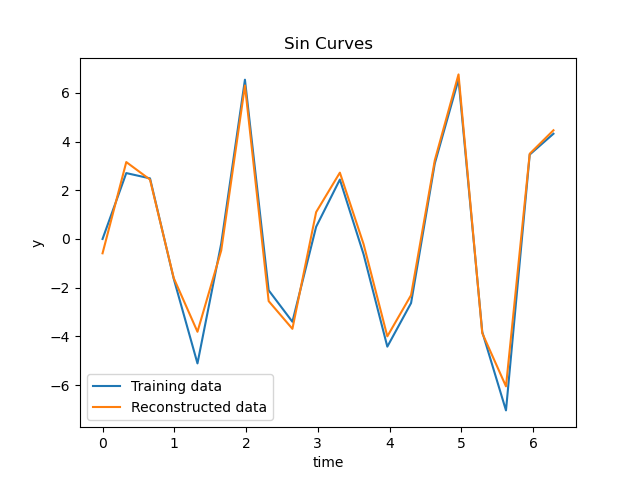 Sin Curves
6
4
2
0
−2
−4
−6
y
Training data
Reconstructed data
0 1 2 3 4 5 6
time